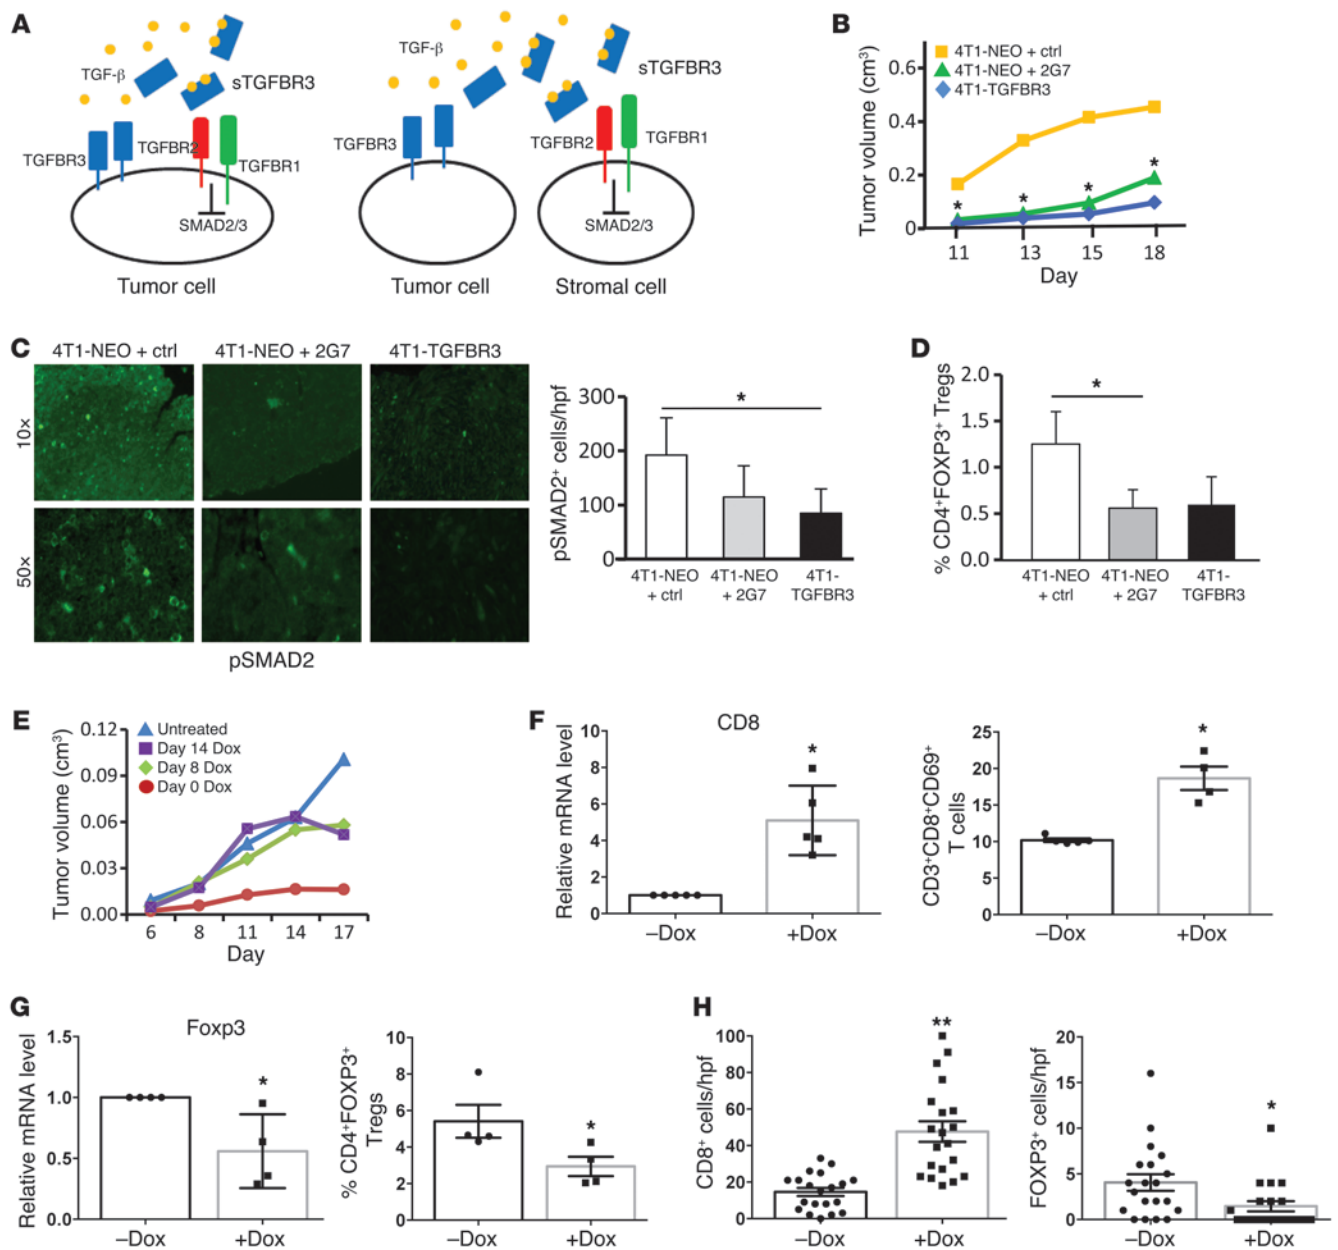 A
TGF-β
sTGFBR3
TGFBR3
TGFBR2
TGFBR1
SMAD2/3
Tumor cell
TGF-β
sTGFBR3
TGFBR3
TGFBR2
TGFBR1
SMAD2/3
Tumor cell
Stromal cell
B
4T1-NEO + ctrl
4T1-NEO + 2G7
4T1-TGFBR3
Tumor volume (cm³)
0.6
0.4
0.2
0
*
*
*
*
11
13
15
18
Day
C
4T1-NEO + ctrl
4T1-NEO + 2G7
4T1-TGFBR3
10x
50x
pSMAD2
pSMAD2⁺ cells/hpf
300
200
100
0
*
4T1-NEO
+ ctrl
4T1-NEO
+ 2G7
4T1-
TGFBR3
D
% CD4⁺FOXP3⁺ Tregs
2.0
1.5
1.0
0.5
0.0
*
4T1-NEO
+ ctrl
4T1-NEO
+ 2G7
4T1-
TGFBR3
E
Tumor volume (cm³)
0.12
0.09
0.06
0.03
0.00
Untreated
Day 14 Dox
Day 8 Dox
Day 0 Dox
6
8
11
14
17
Day
F
CD8
Relative mRNA level
10
8
6
4
2
0
*
–Dox
+Dox
CD3⁺CD8⁺CD69⁺
T cells
25
20
15
10
5
0
*
–Dox
+Dox
G
Foxp3
Relative mRNA level
1.5
1.0
0.5
0.0
*
–Dox
+Dox
% CD4⁺FOXP3⁺
Tregs
10
8
6
4
2
0
*
–Dox
+Dox
H
CD8⁺ cells/hpf
100
80
60
40
20
0
**
–Dox
+Dox
FOXP3⁺ cells/hpf
20
15
10
5
0
*
–Dox
+Dox